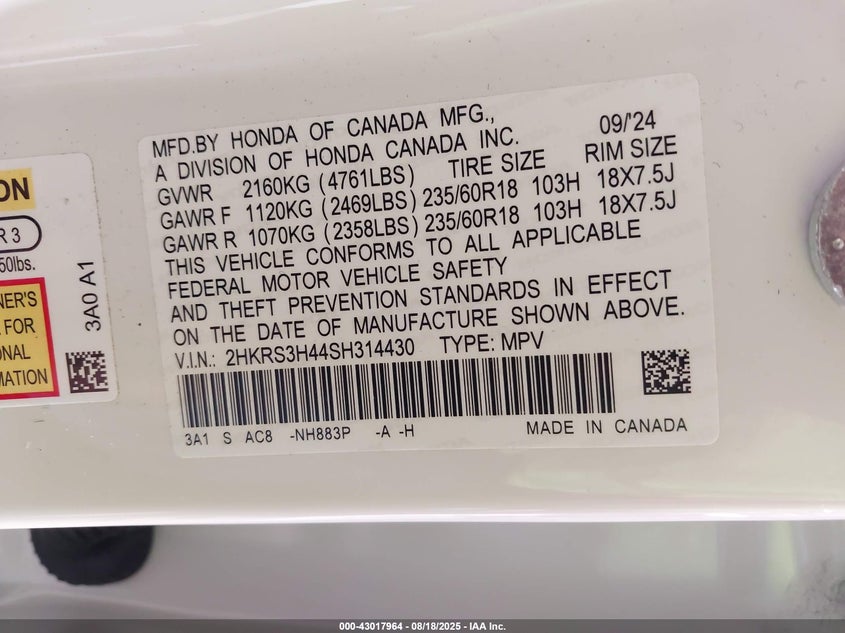 MFD.BY HONDA OF CANADA MFG., 09/'24
A DIVISION OF HONDA CANADA INC.
GVWR 2160KG (4761LBS) TIRE SIZE RIM SIZE
GAWR F 1120KG (2469LBS) 235/60R18 103H 18X7.5J
GAWR R 1070KG (2358LBS) 235/60R18 103H 18X7.5J
THIS VEHICLE CONFORMS TO ALL APPLICABLE
FEDERAL MOTOR VEHICLE SAFETY
AND THEFT PREVENTION STANDARDS IN EFFECT
ON THE DATE OF MANUFACTURE SHOWN ABOVE.
V.I.N.: 2HKRS3H44SH314430 TYPE: MPV
3A1 S AC8 -NH883P -A -H MADE IN CANADA
ON
R 3
50lbs.
NER'S
FOR
ONAL
MATION
3A0 A1
000-43017964 - 08/18/2025 - IAA Inc.